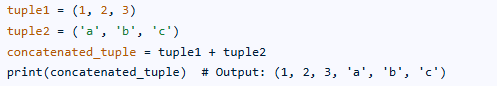 tuple1 = (1, 2, 3)
tuple2 = ('a', 'b', 'c')
concatenated_tuple = tuple1 + tuple2
print(concatenated_tuple)  # Output: (1, 2, 3, 'a', 'b', 'c')